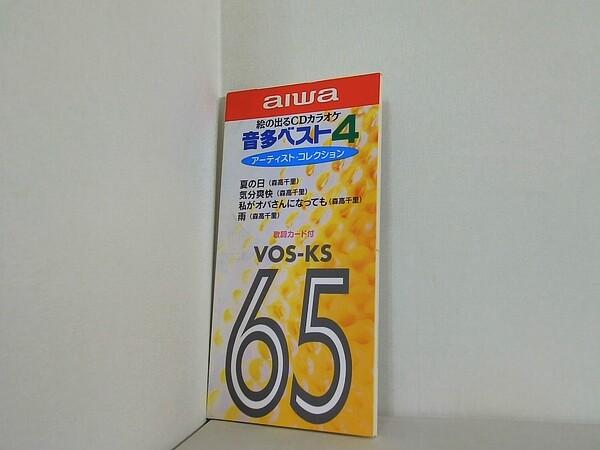 aiwa
絵の出るCDカラオケ
音多ベスト4
アーティスト・コレクション
夏の日(森高千里)
気分爽快(森高千里)
私がオバさんになっても(森高千里)
雨(森高千里)
歌詞カード付
VOS-KS
65